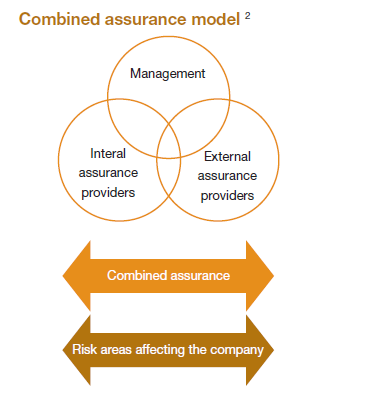 Combined assurance model 2
Management
Interal
assurance
providers
External
assurance
providers
Combined assurance
Risk areas affecting the company